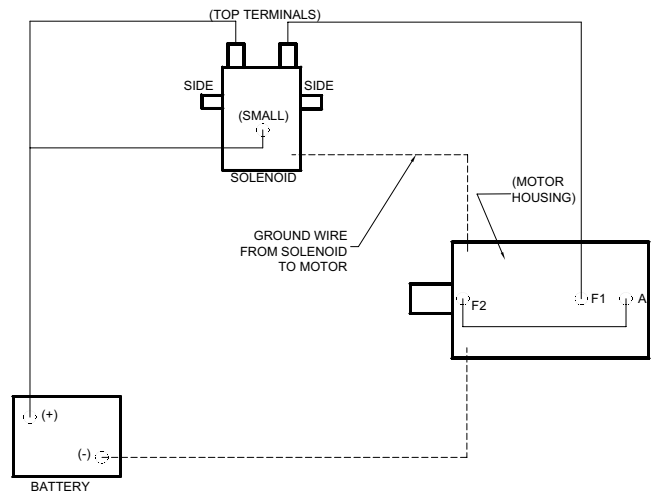 (TOP TERMINALS)
SIDE
SIDE
(SMALL)
SOLENOID
(MOTOR
HOUSING)
GROUND WIRE
FROM SOLENOID
TO MOTOR
F2
F1
A
(+)
(-)
BATTERY